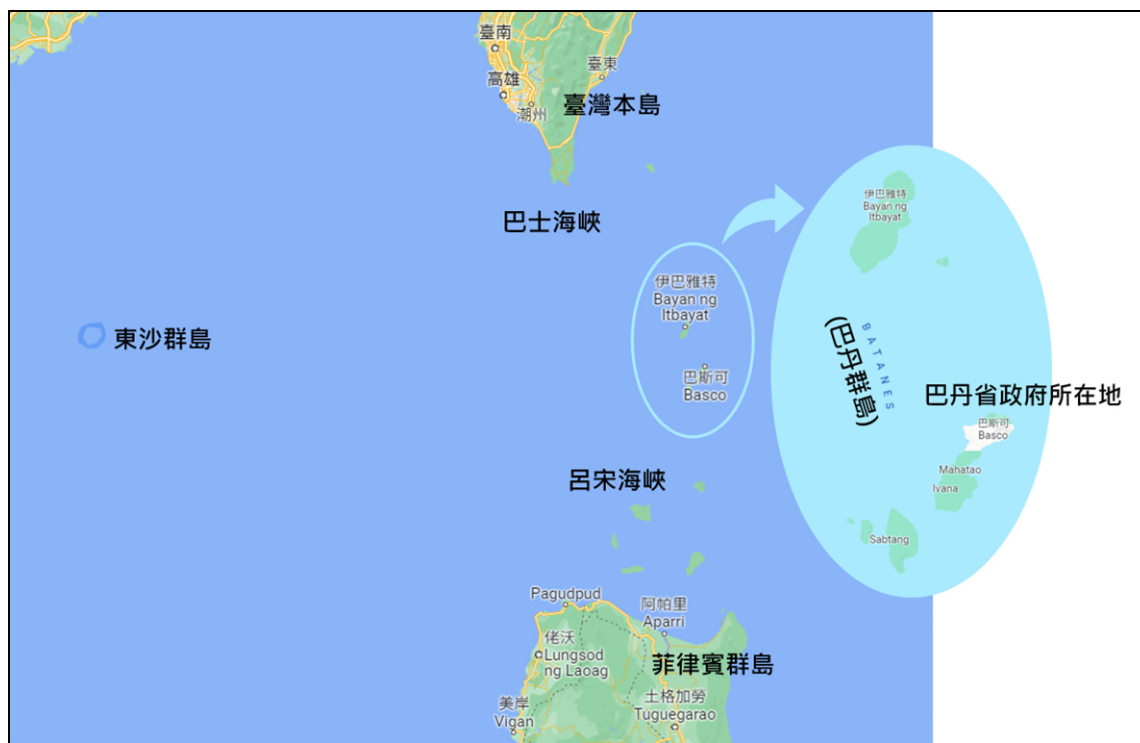 臺南
臺東
高雄
潮州
臺灣本島
巴士海峽
伊巴雅特
Bayan ng
Itbayat
巴斯可
Basco
東沙群島
呂宋海峽
Pagudpud
阿帕里
Aparri
佬沃
Lungsod
ng Laoag
菲律賓群島
美岸
Vigan
土格加勞
Tuguegarao
伊巴雅特
Bayan ng
Itbayat
BATANES
(巴丹群島)
巴丹省政府所在地
巴斯可
Basco
Mahatao
Ivana
Sabtang